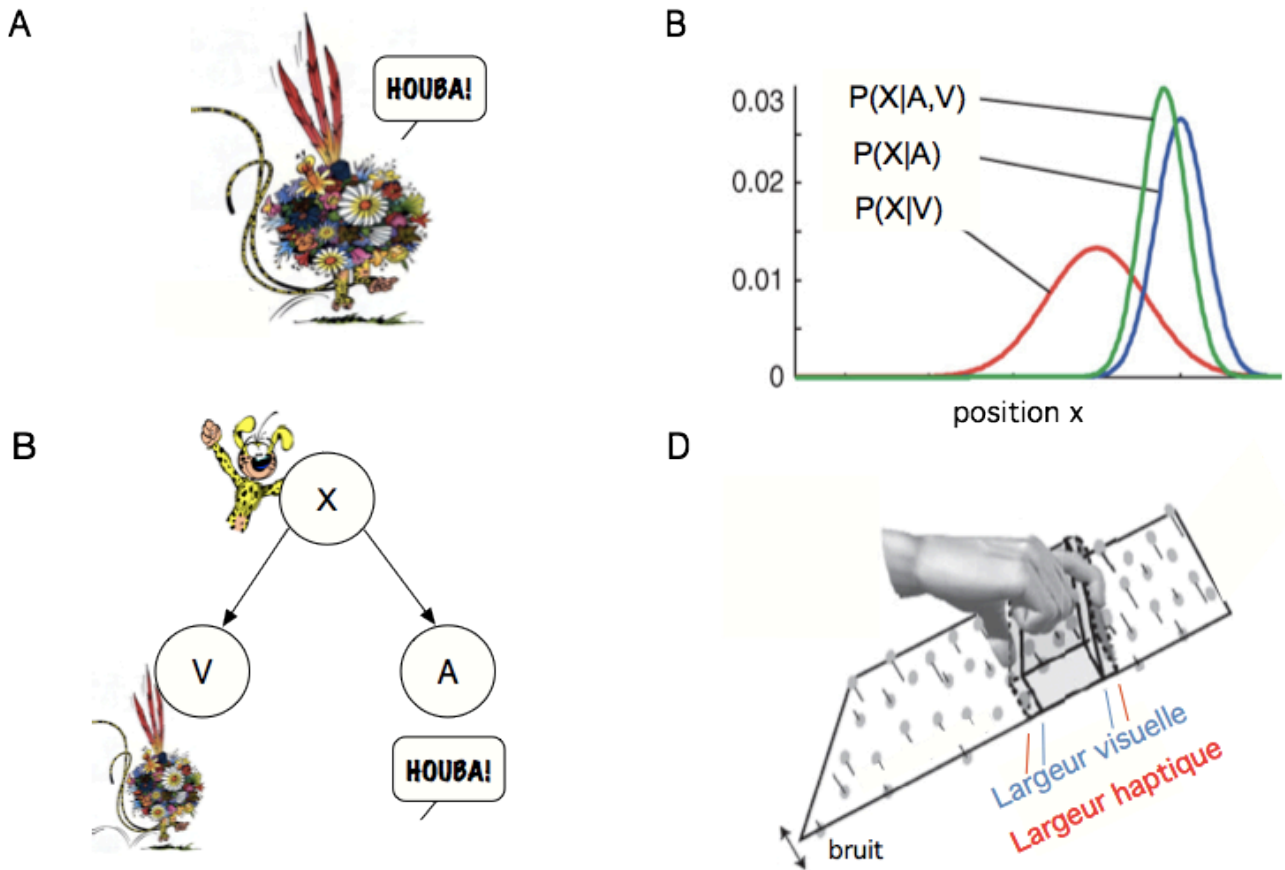 A
HOUBA!
B
P(X|A,V)
P(X|A)
P(X|V)
0.03
0.02
0.01
0
position x
B
X
V
A
HOUBA!
D
Largeur visuelle
Largeur haptique
bruit